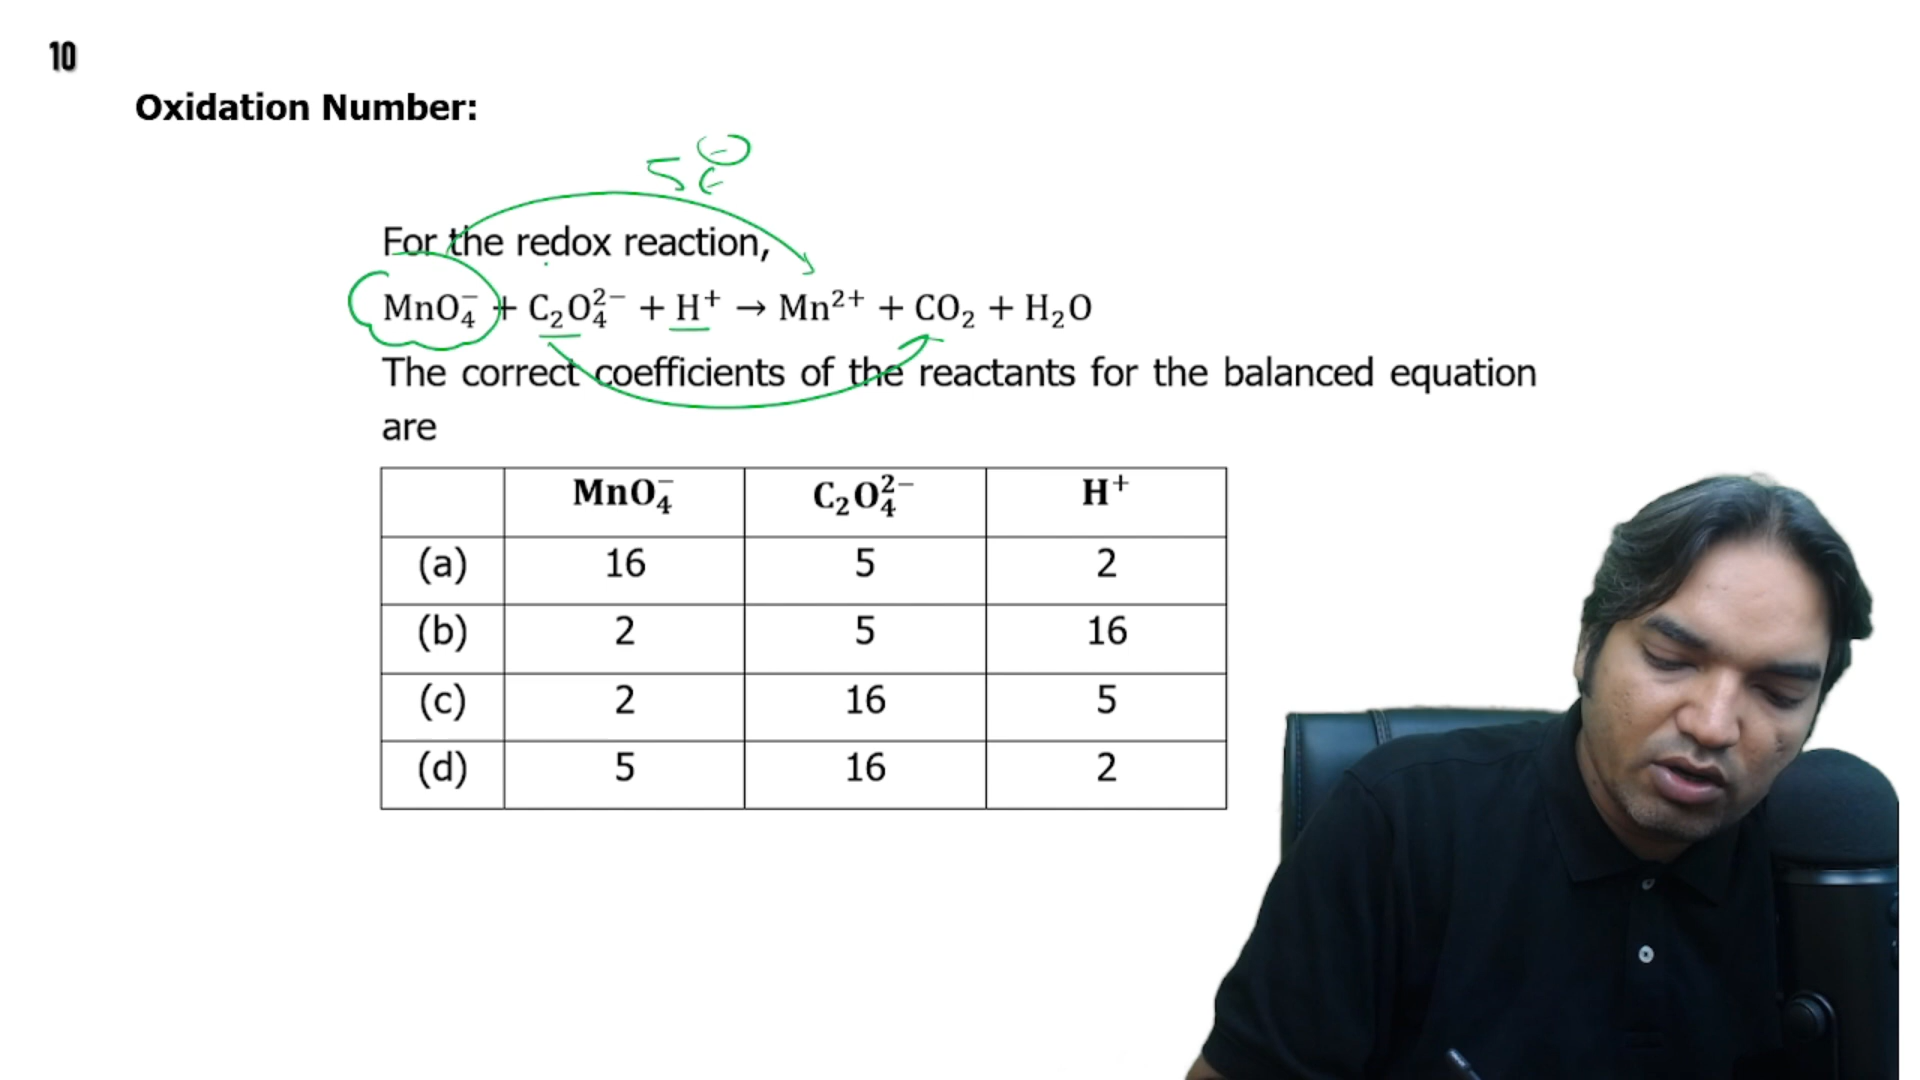 10
Oxidation Number:
5e⊖
For the redox reaction,
MnO₄⁻ + C₂O₄²⁻ + H⁺ → Mn²⁺ + CO₂ + H₂O
The correct coefficients of the reactants for the balanced equation
are
MnO₄⁻ C₂O₄²⁻ H⁺
(a) 16 5 2
(b) 2 5 16
(c) 2 16 5
(d) 5 16 2